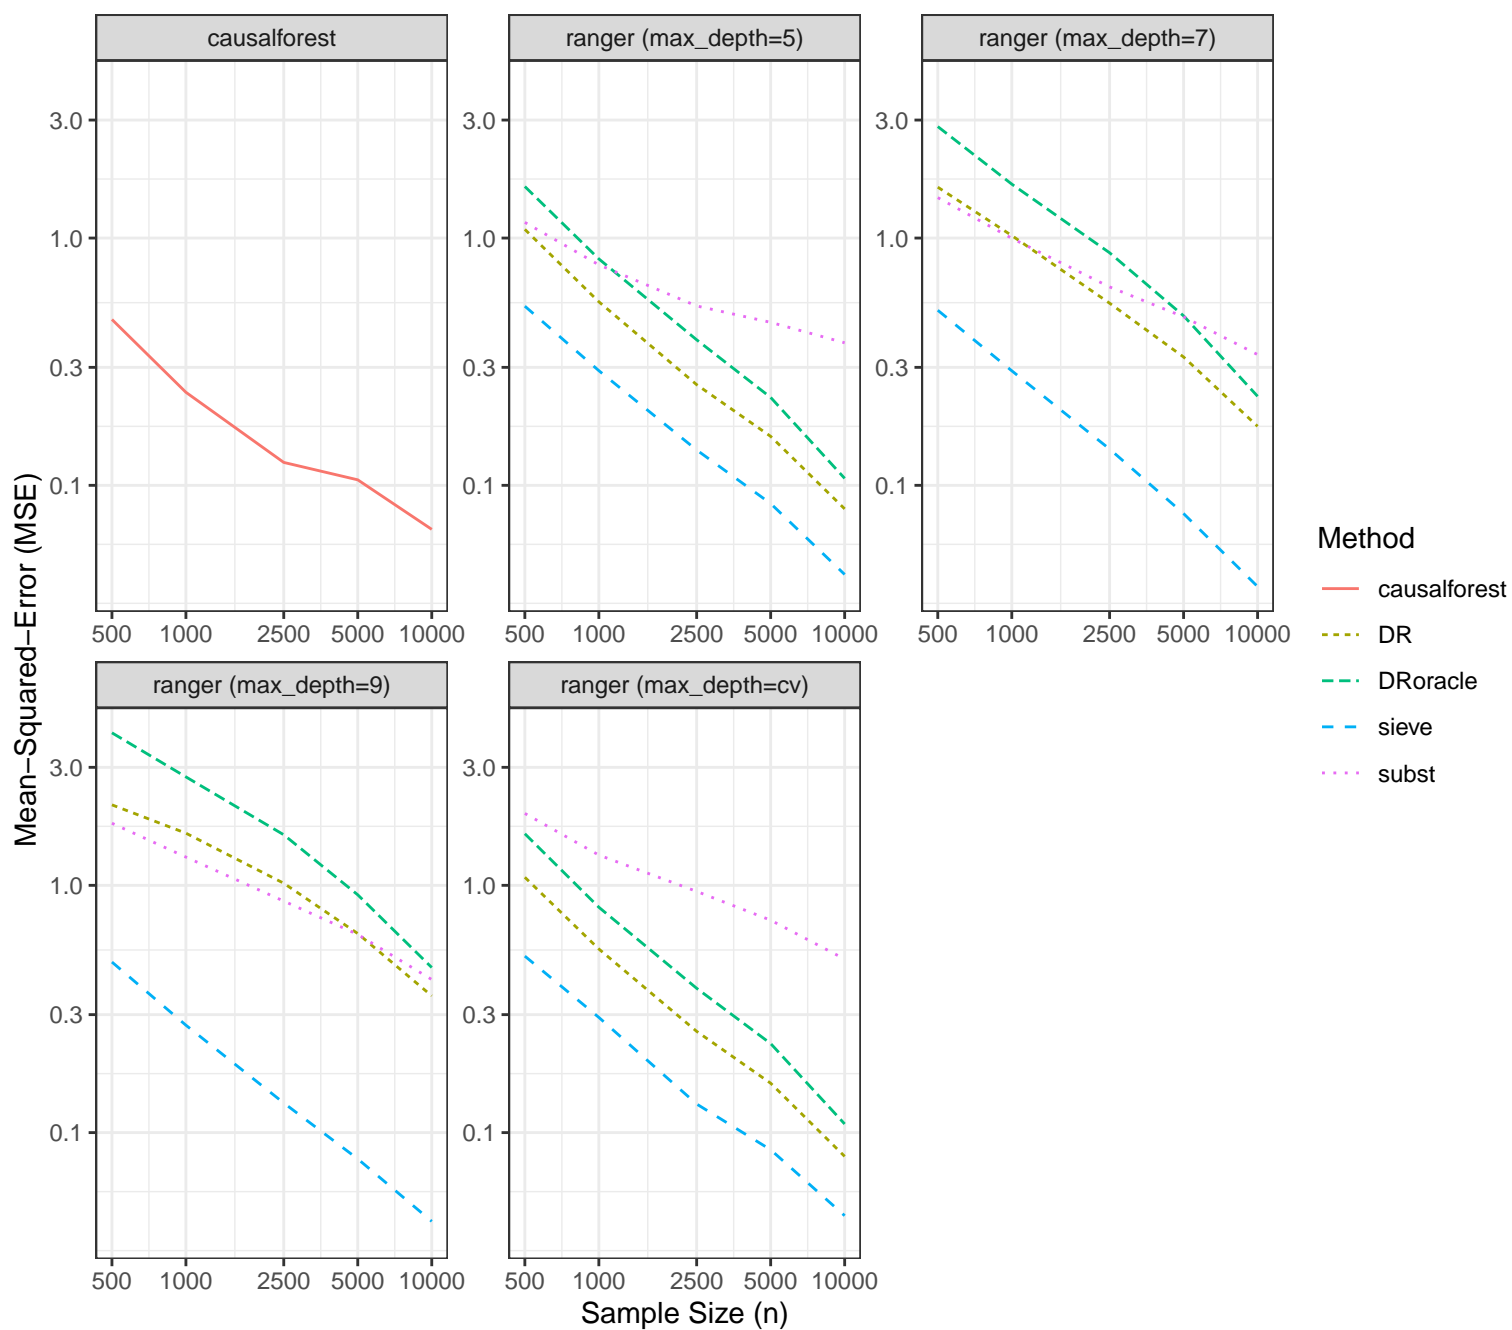 causalforest
ranger (max_depth=5)
ranger (max_depth=7)
3.0
1.0
0.3
0.1
3.0
1.0
0.3
0.1
3.0
1.0
0.3
0.1
500 1000 2500 5000 10000
500 1000 2500 5000 10000
500 1000 2500 5000 10000
ranger (max_depth=9)
ranger (max_depth=cv)
3.0
1.0
0.3
0.1
3.0
1.0
0.3
0.1
500 1000 2500 5000 10000
500 1000 2500 5000 10000
Sample Size (n)
Mean−Squared−Error (MSE)
Method
causalforest
DR
DRoracle
sieve
subst